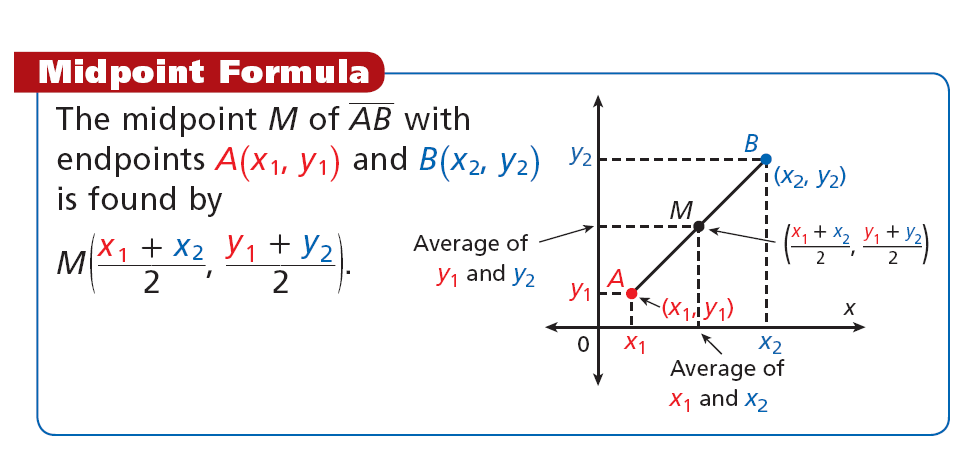 Midpoint Formula
The midpoint M of A̅B̅ with
endpoints A(x₁, y₁) and B(x₂, y₂)
is found by
M((x₁ + x₂)/2, (y₁ + y₂)/2).
Average of
y₁ and y₂
y₂
B
(x₂, y₂)
M
((x₁ + x₂)/2, (y₁ + y₂)/2)
y₁
A
(x₁, y₁)
x
0
x₁
x₂
Average of
x₁ and x₂